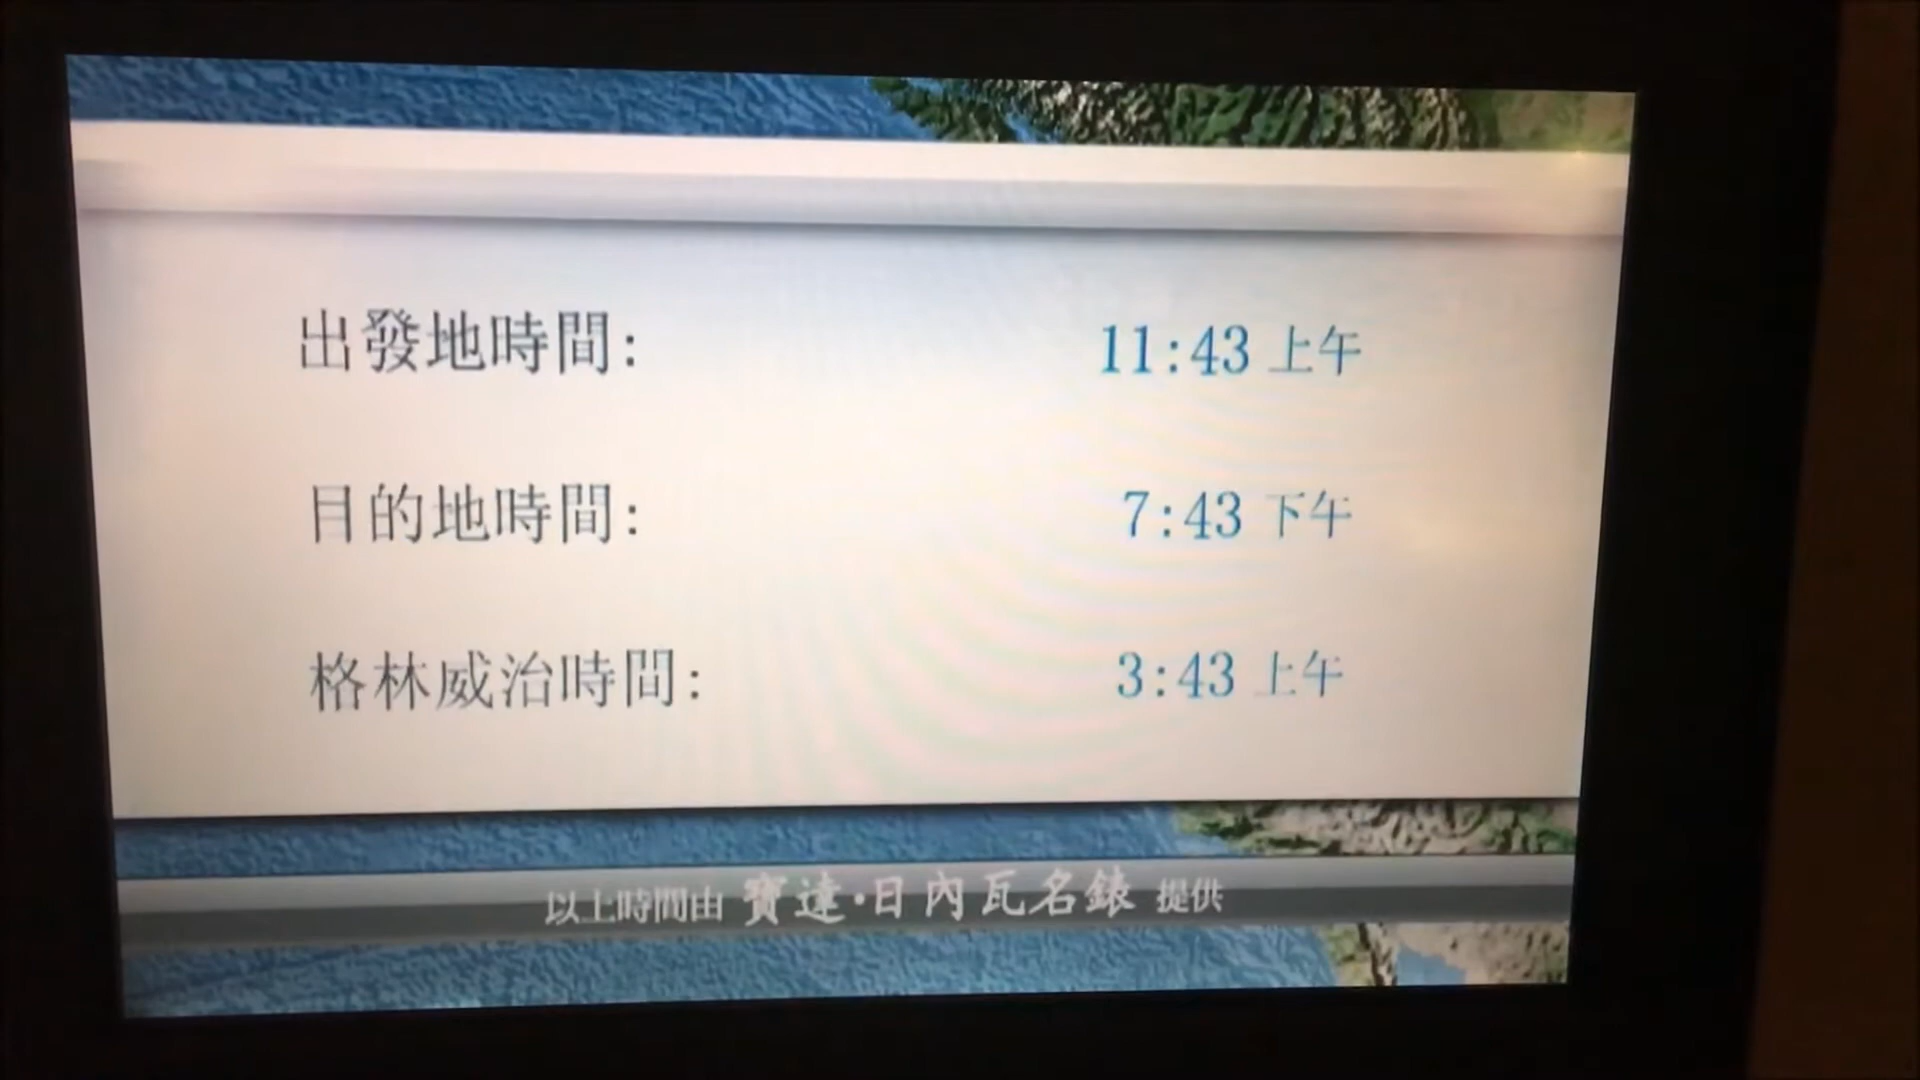 出發地時間: 11:43 上午
目的地時間: 7:43 下午
格林威治時間: 3:43 上午
以上時間由 寶達·日內瓦名錶 提供